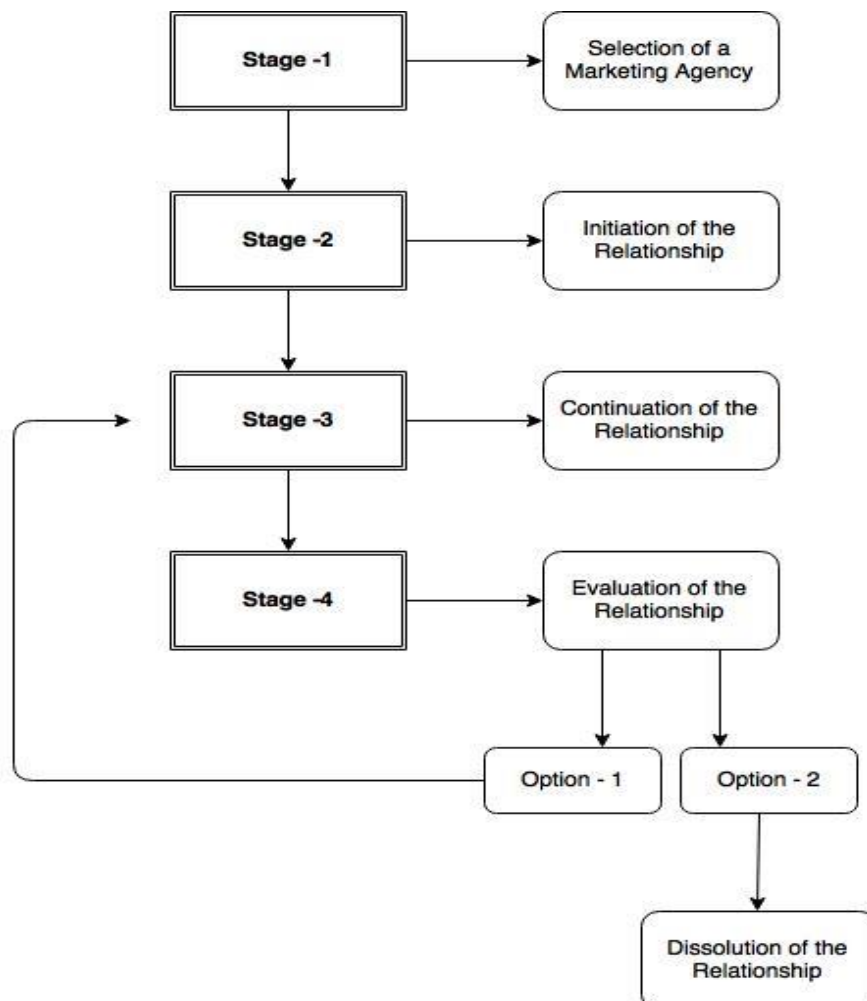 Stage -1
Selection of a
Marketing Agency
Stage -2
Initiation of the
Relationship
Stage -3
Continuation of the
Relationship
Stage -4
Evaluation of the
Relationship
Option - 1
Option - 2
Dissolution of the
Relationship